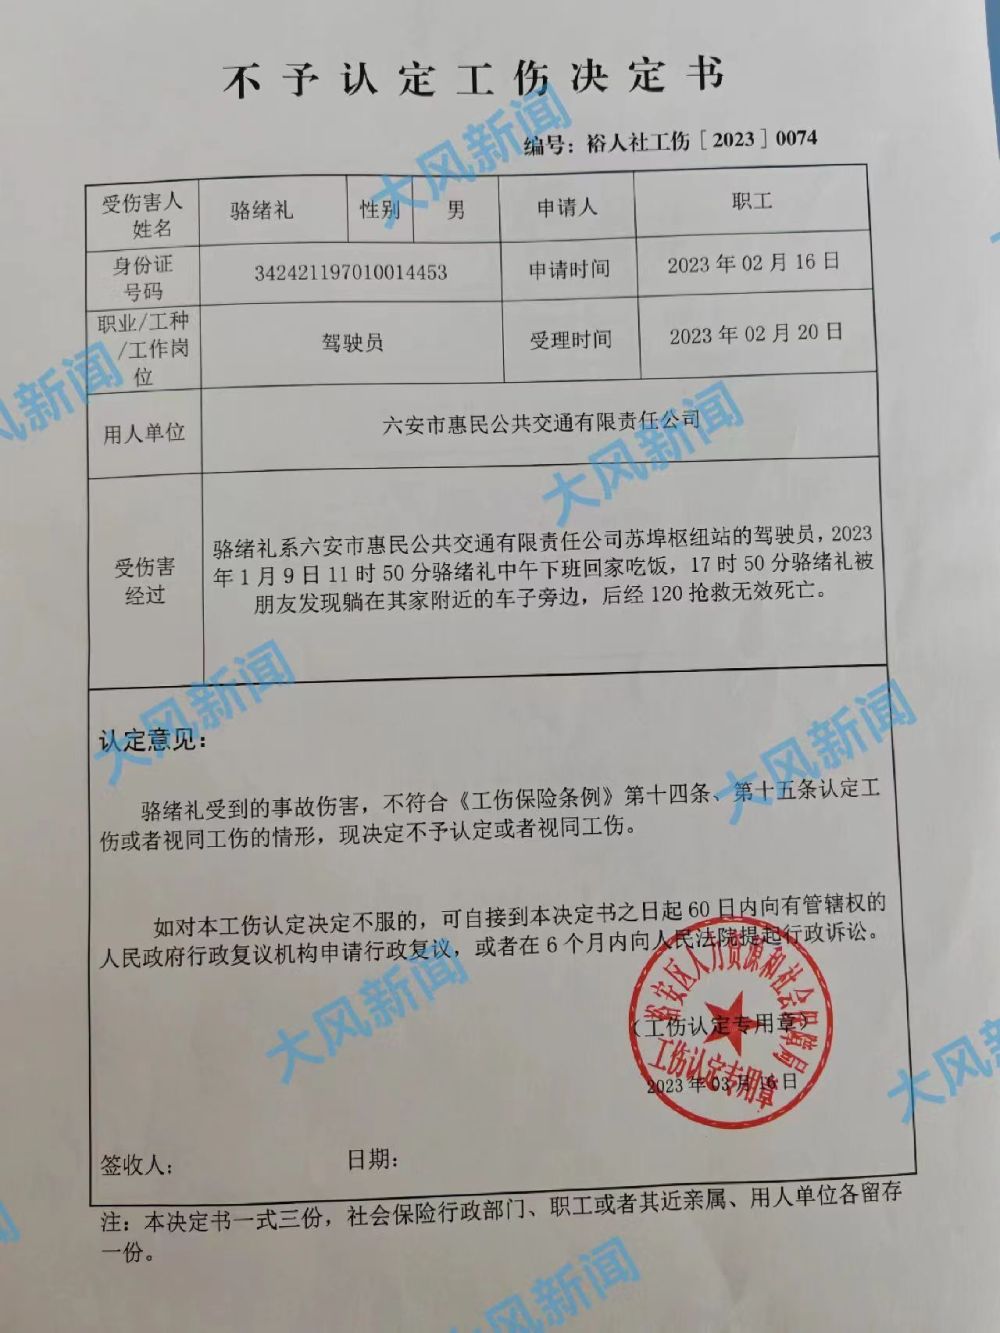 不予认定工伤决定书
编号：裕人社工伤［2023］0074
受伤害人
姓名
骆绪礼
性别
男
申请人
职工
身份证
号码
342421197010014453
申请时间
2023 年 02 月 16 日
职业/工种
/工作岗
位
驾驶员
受理时间
2023 年 02 月 20 日
用人单位
六安市惠民公共交通有限责任公司
受伤害
经过
骆绪礼系六安市惠民公共交通有限责任公司苏埠枢纽站的驾驶员，2023
年 1 月 9 日 11 时 50 分骆绪礼中午下班回家吃饭，17 时 50 分骆绪礼被
朋友发现躺在其家附近的车子旁边，后经 120 抢救无效死亡。
认定意见：
骆绪礼受到的事故伤害，不符合《工伤保险条例》第十四条、第十五条认定工
伤或者视同工伤的情形，现决定不予认定或者视同工伤。
如对本工伤认定决定不服的，可自接到本决定书之日起 60 日内向有管辖权的
人民政府行政复议机构申请行政复议，或者在 6 个月内向人民法院提起行政诉讼。
（工伤认定专用章）
2023 年 03 月 16 日
裕安区人力资源和社会保障局
工伤认定专用章
签收人：
日期：
注：本决定书一式三份，社会保险行政部门、职工或者其近亲属、用人单位各留存
一份。
大风新闻
大风新闻
大风新闻
大风新闻
大风新闻
大风新闻
大风新闻
大风新闻